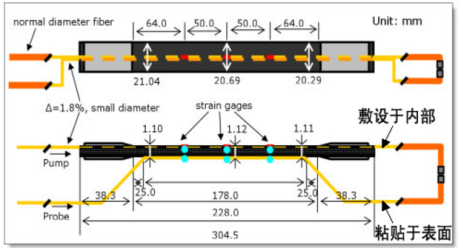 normal diameter fiber
64.0 50.0 50.0 64.0
Unit: mm
21.04 20.69 20.29
Δ=1.8%, small diameter
strain gages
敷设于内部
1.10 1.12 1.11
Pump
Probe
38.3 25.0 178.0 25.0 38.3
228.0
304.5
粘贴于表面